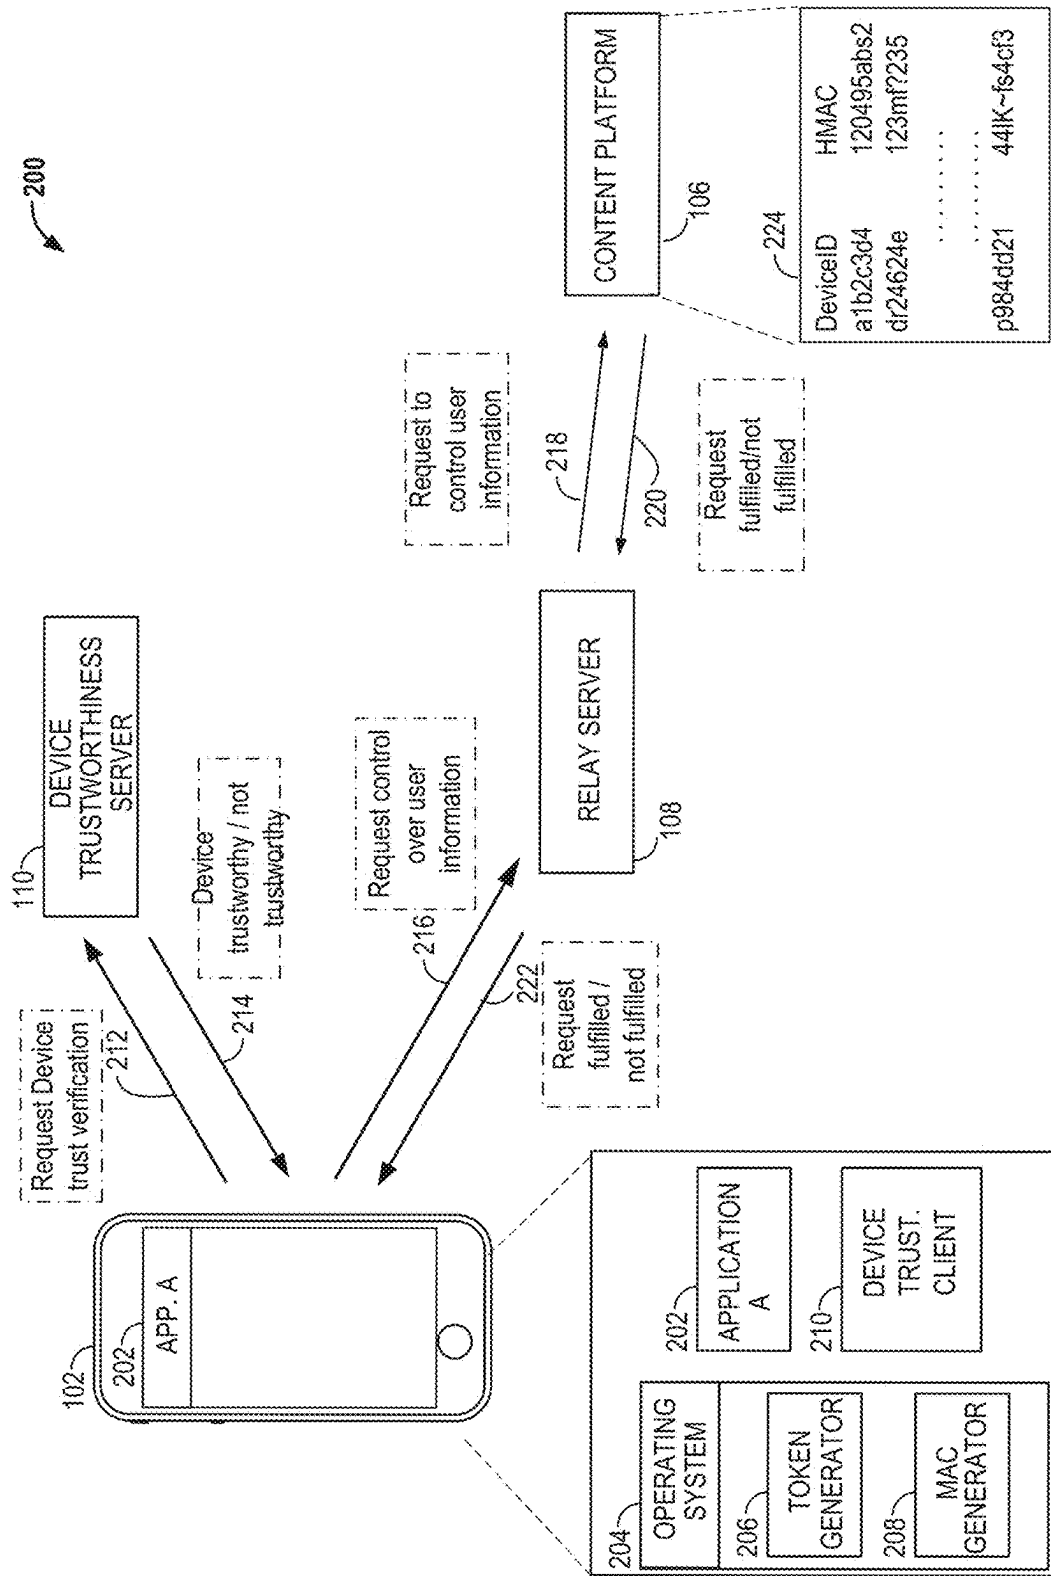 200
110
DEVICE
TRUSTWORTHINESS
SERVER
Request Device
trust verification
212
214
Device
trustworthy / not
trustworthy
102
202
APP. A
Request control
over user
information
216
222
Request
fulfilled /
not fulfilled
RELAY SERVER
108
Request to
control user
information
218
220
Request
fulfilled/not
fulfilled
CONTENT PLATFORM
106
224
DeviceID HMAC
a1b2c3d4 120495abs2
dr24624e 123mf?235
. . . . . . .
. . . . . . .
p984dd21 44lK~fs4cf3
204
OPERATING
SYSTEM
206
TOKEN
GENERATOR
208
MAC
GENERATOR
202
APPLICATION
A
210
DEVICE
TRUST.
CLIENT